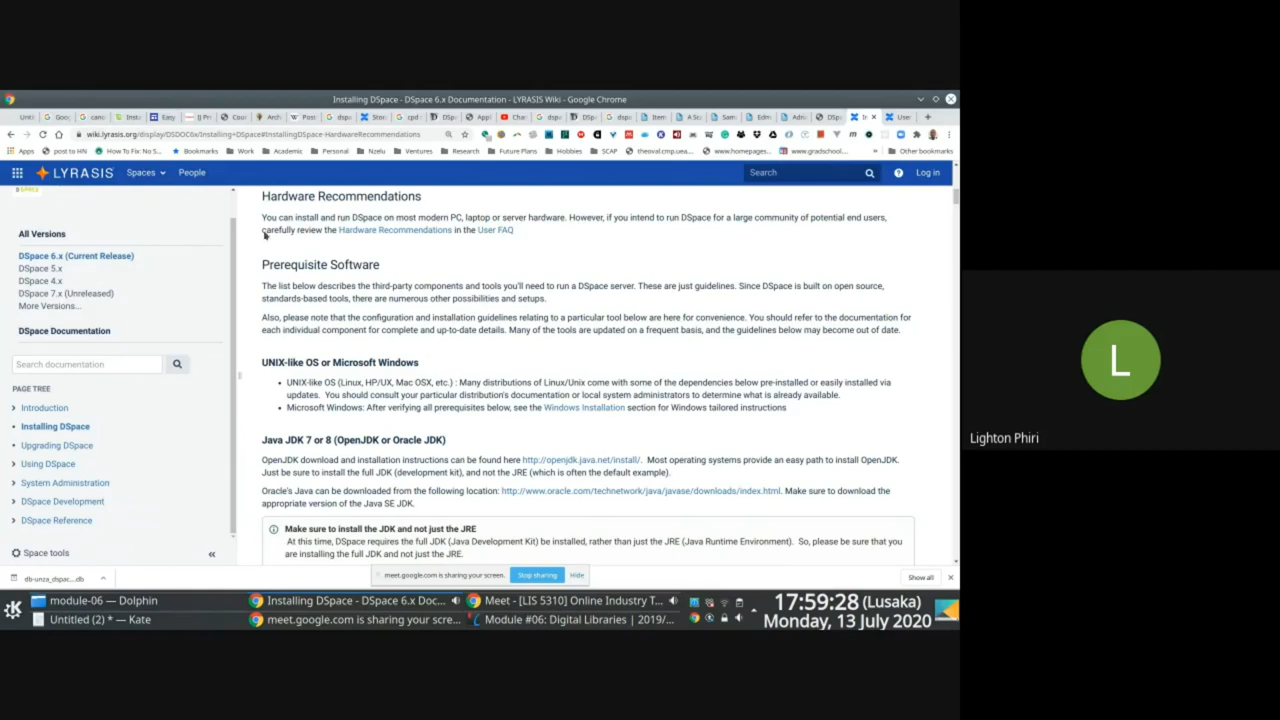 Installing DSpace - DSpace 6.x Documentation - LYRASIS Wiki - Google Chrome
wiki.lyrasis.org/display/DSDOC6x/Installing+DSpace#InstallingDSpace-HardwareRecommendations
Apps post to HN How To Fix: No S... Bookmarks Work Academic Personal Nzelu Ventures Research Future Plans Hobbies SCAP theoval.cmp.uea... www.homepages... www.gradschool... » Other bookmarks
LYRASIS Spaces People Search Log in
All Versions
DSpace 6.x (Current Release)
DSpace 5.x
DSpace 4.x
DSpace 7.x (Unreleased)
More Versions...
DSpace Documentation
Search documentation
PAGE TREE
Introduction
Installing DSpace
Upgrading DSpace
Using DSpace
System Administration
DSpace Development
DSpace Reference
Space tools
Hardware Recommendations
You can install and run DSpace on most modern PC, laptop or server hardware. However, if you intend to run DSpace for a large community of potential end users,
carefully review the Hardware Recommendations in the User FAQ
Prerequisite Software
The list below describes the third-party components and tools you'll need to run a DSpace server. These are just guidelines. Since DSpace is built on open source,
standards-based tools, there are numerous other possibilities and setups.
Also, please note that the configuration and installation guidelines relating to a particular tool below are here for convenience. You should refer to the documentation for
each individual component for complete and up-to-date details. Many of the tools are updated on a frequent basis, and the guidelines below may become out of date.
UNIX-like OS or Microsoft Windows
• UNIX-like OS (Linux, HP/UX, Mac OSX, etc.) : Many distributions of Linux/Unix come with some of the dependencies below pre-installed or easily installed via
updates. You should consult your particular distribution's documentation or local system administrators to determine what is already available.
• Microsoft Windows: After verifying all prerequisites below, see the Windows Installation section for Windows tailored instructions
Java JDK 7 or 8 (OpenJDK or Oracle JDK)
OpenJDK download and installation instructions can be found here http://openjdk.java.net/install/. Most operating systems provide an easy path to install OpenJDK.
Just be sure to install the full JDK (development kit), and not the JRE (which is often the default example).
Oracle's Java can be downloaded from the following location: http://www.oracle.com/technetwork/java/javase/downloads/index.html. Make sure to download the
appropriate version of the Java SE JDK.
Make sure to install the JDK and not just the JRE
At this time, DSpace requires the full JDK (Java Development Kit) be installed, rather than just the JRE (Java Runtime Environment). So, please be sure that you
are installing the full JDK and not just the JRE.
meet.google.com is sharing your screen. Stop sharing Hide
db-unza_dspac....db Show all
module-06 — Dolphin
Untitled (2) * — Kate
Installing DSpace - DSpace 6.x Doc...
meet.google.com is sharing your scre...
Meet - [LIS 5310] Online Industry T...
Module #06: Digital Libraries | 2019/...
17:59:28 (Lusaka)
Monday, 13 July 2020
L
Lighton Phiri